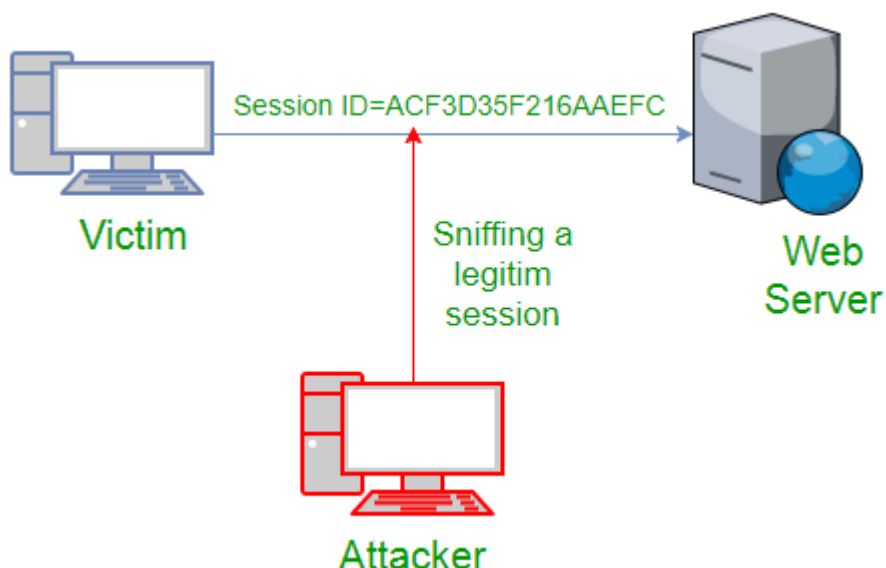 Session ID=ACF3D35F216AAEFC
Victim
Sniffing a
legitim
session
Web
Server
Attacker